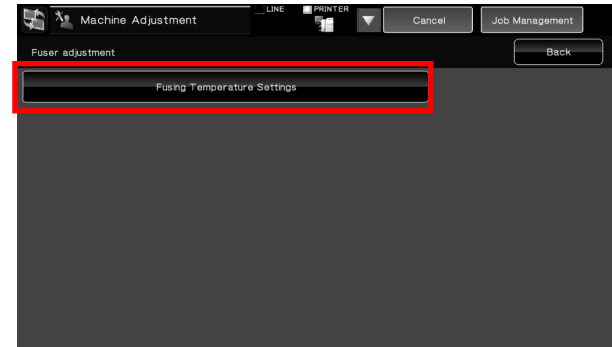 Machine Adjustment
LINE
PRINTER
Cancel
Job Management
Fuser adjustment
Back
Fusing Temperature Settings